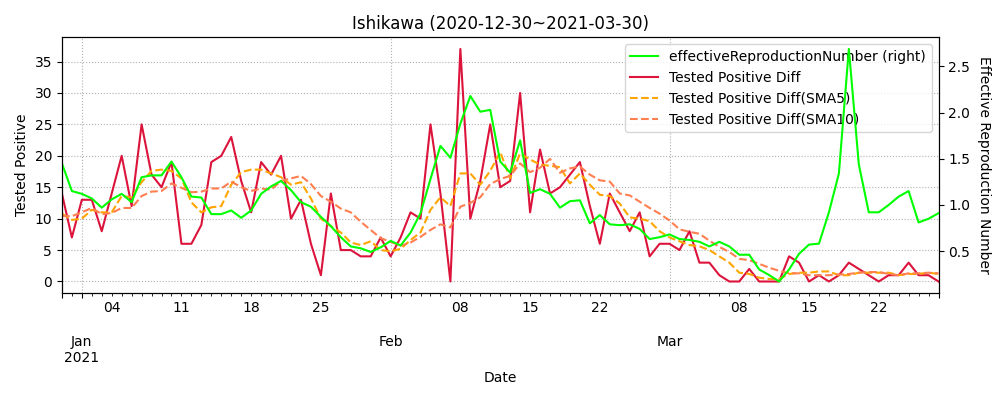 Ishikawa (2020-12-30~2021-03-30)
effectiveReproductionNumber (right)
Tested Positive Diff
Tested Positive Diff(SMA5)
Tested Positive Diff(SMA10)
Tested Positive
35
30
25
20
15
10
5
0
2.5
2.0
1.5
1.0
0.5
Effective Reproduction Number
04 11 18 25 08 15 22 08 15 22
Jan Feb Mar
2021
Date